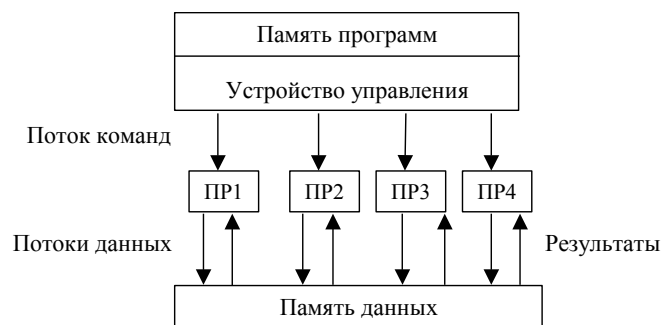 Память программ
Устройство управления
Поток команд
ПР1 ПР2 ПР3 ПР4
Потоки данных
Результаты
Память данных